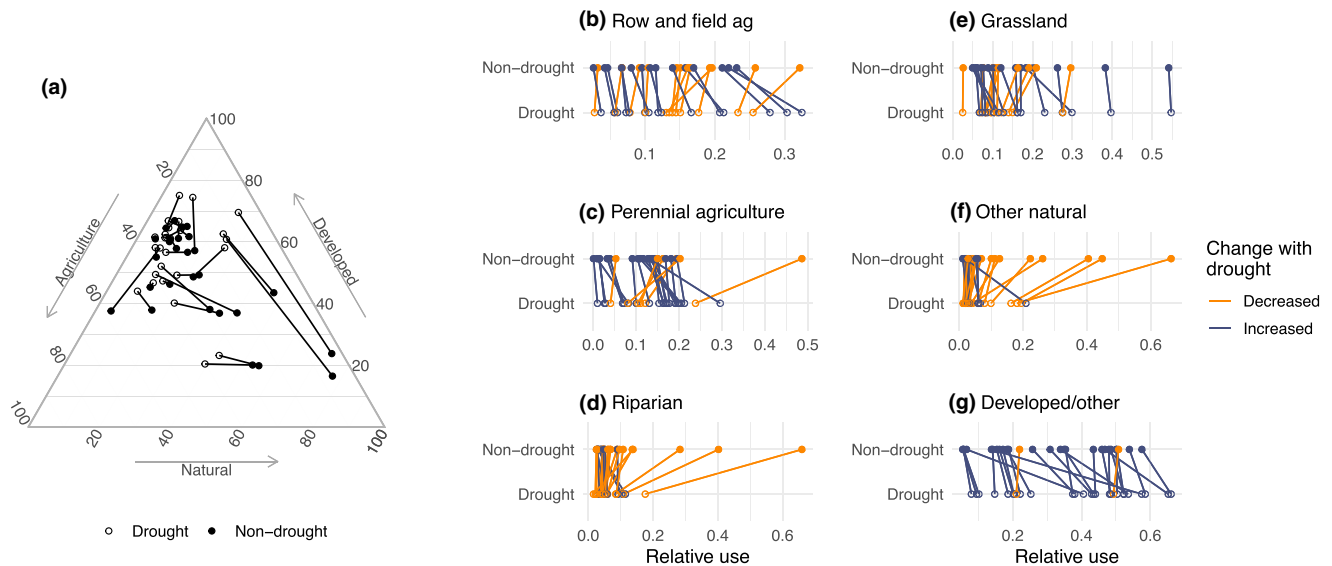 (a)
100
20
80
40
60
60
40
80
20
100
20
40
60
80
100
Agriculture
Developed
Natural
Drought
Non−drought
(b) Row and field ag
Non−drought
Drought
0.1
0.2
0.3
(c) Perennial agriculture
Non−drought
Drought
0.0
0.1
0.2
0.3
0.4
0.5
(d) Riparian
Non−drought
Drought
0.0
0.2
0.4
0.6
Relative use
(e) Grassland
Non−drought
Drought
0.0
0.1
0.2
0.3
0.4
0.5
(f) Other natural
Non−drought
Drought
0.0
0.2
0.4
0.6
(g) Developed/other
Non−drought
Drought
0.2
0.4
0.6
Relative use
Change with
drought
Decreased
Increased